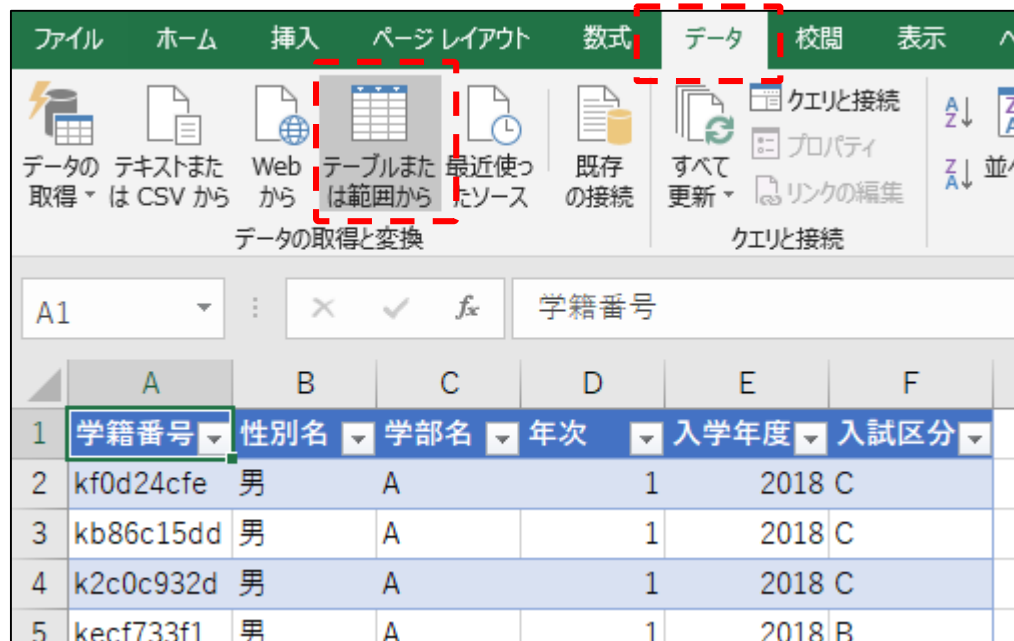 ファイル ホーム 挿入 ページ レイアウト 数式 データ 校閲 表示
データの 取得
テキストまた は CSV から
Web から
テーブルまた は範囲から
最近使っ たソース
既存 の接続
すべて 更新
クエリと接続
プロパティ
リンクの編集
データの取得と変換
クエリと接続
A1 fx 学籍番号
A B C D E F
1 学籍番号 性別名 学部名 年次 入学年度 入試区分
2 kf0d24cfe 男 A 1 2018 C
3 kb86c15dd 男 A 1 2018 C
4 k2c0c932d 男 A 1 2018 C
5 kecf733f1 男 A 1 2018 B